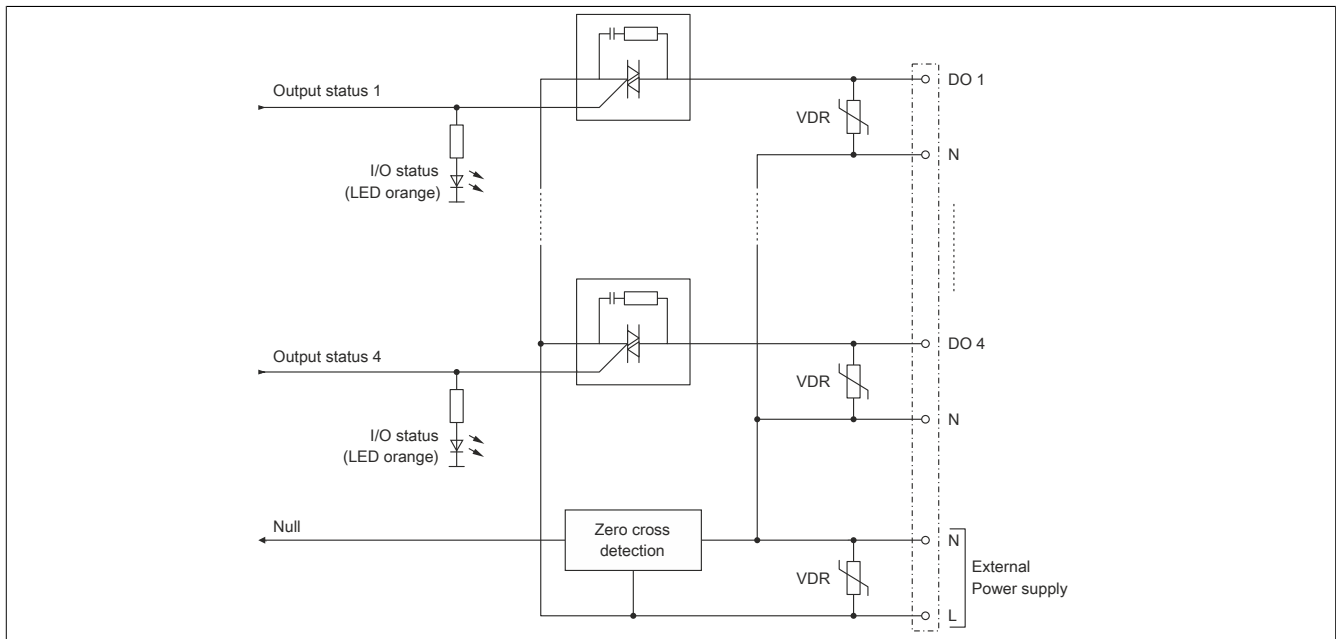 Output status 1
DO 1
VDR
I/O status
(LED orange)
N
Output status 4
DO 4
VDR
I/O status
(LED orange)
N
Null
Zero cross
detection
N
VDR
External
Power supply
L